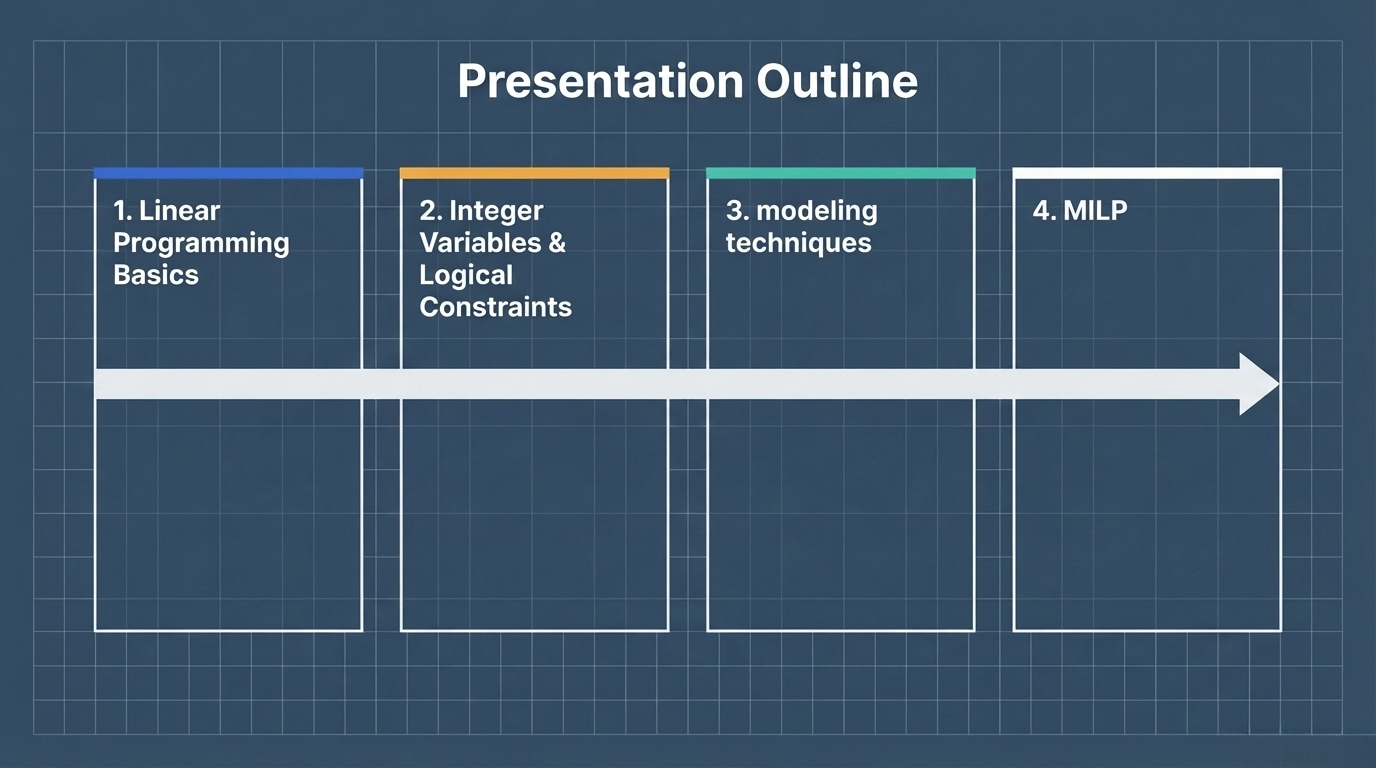 Presentation Outline
1. Linear
Programming
Basics
2. Integer
Variables &
Logical
Constraints
3. modeling
techniques
4. MILP